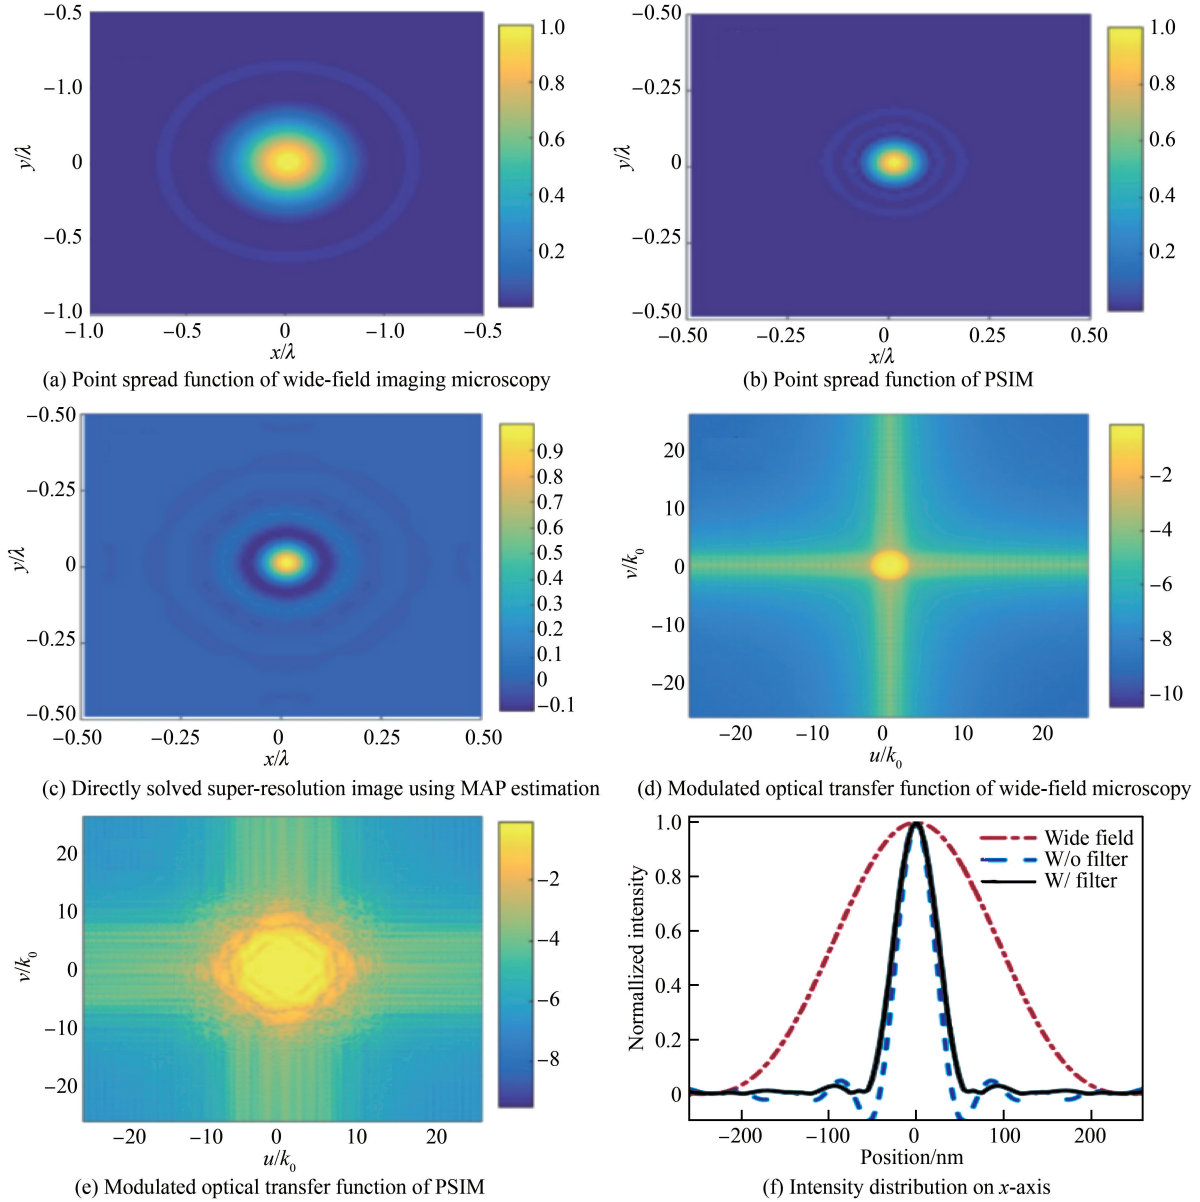 −0.5
−1.0
0
−0.5
−1.0
y/λ
−1.0 −0.5 0 −1.0 −0.5
x/λ
1.0
0.8
0.6
0.4
0.2
(a) Point spread function of wide-field imaging microscopy
−0.50
−0.25
0
−0.25
−0.50
y/λ
−0.50 −0.25 0 0.25 0.50
x/λ
1.0
0.8
0.6
0.4
0.2
(b) Point spread function of PSIM
−0.50
−0.25
0
−0.25
−0.50
y/λ
−0.50 −0.25 0 0.25 0.50
x/λ
0.9
0.8
0.7
0.6
0.5
0.4
0.3
0.2
0.1
0
−0.1
(c) Directly solved super-resolution image using MAP estimation
20
10
0
−10
−20
v/k0
−20 −10 0 10 20
u/k0
−2
−4
−6
−8
−10
(d) Modulated optical transfer function of wide-field microscopy
20
10
0
−10
−20
v/k0
−20 −10 0 10 20
u/k0
−2
−4
−6
−8
(e) Modulated optical transfer function of PSIM
1.0
0.8
0.6
0.4
0.2
0
Normallized intensity
Wide field
W/o filter
W/ filter
−200 −100 0 100 200
Position/nm
(f) Intensity distribution on x-axis